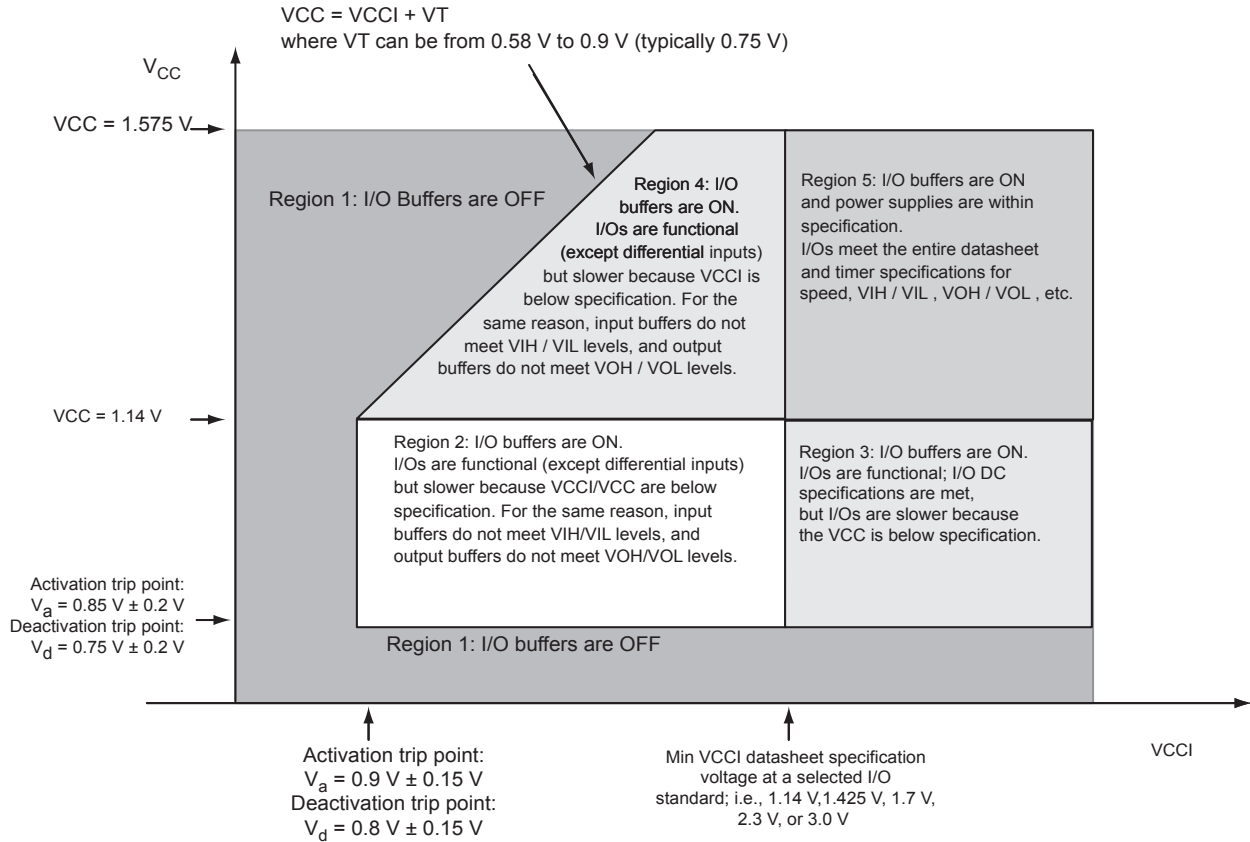 VCC = VCCI + VT
where VT can be from 0.58 V to 0.9 V (typically 0.75 V)
VCC
VCC = 1.575 V
Region 1: I/O Buffers are OFF
Region 4: I/O
buffers are ON.
I/Os are functional
(except differential inputs)
but slower because VCCI is
below specification. For the
same reason, input buffers do not
meet VIH / VIL levels, and output
buffers do not meet VOH / VOL levels.
Region 5: I/O buffers are ON
and power supplies are within
specification.
I/Os meet the entire datasheet
and timer specifications for
speed, VIH / VIL , VOH / VOL , etc.
VCC = 1.14 V
Region 2: I/O buffers are ON.
I/Os are functional (except differential inputs)
but slower because VCCI/VCC are below
specification. For the same reason, input
buffers do not meet VIH/VIL levels, and
output buffers do not meet VOH/VOL levels.
Region 3: I/O buffers are ON.
I/Os are functional; I/O DC
specifications are met,
but I/Os are slower because
the VCC is below specification.
Activation trip point:
Va = 0.85 V ± 0.2 V
Deactivation trip point:
Vd = 0.75 V ± 0.2 V
Region 1: I/O buffers are OFF
Activation trip point:
Va = 0.9 V ± 0.15 V
Deactivation trip point:
Vd = 0.8 V ± 0.15 V
Min VCCI datasheet specification
voltage at a selected I/O
standard; i.e., 1.14 V,1.425 V, 1.7 V,
2.3 V, or 3.0 V
VCCI